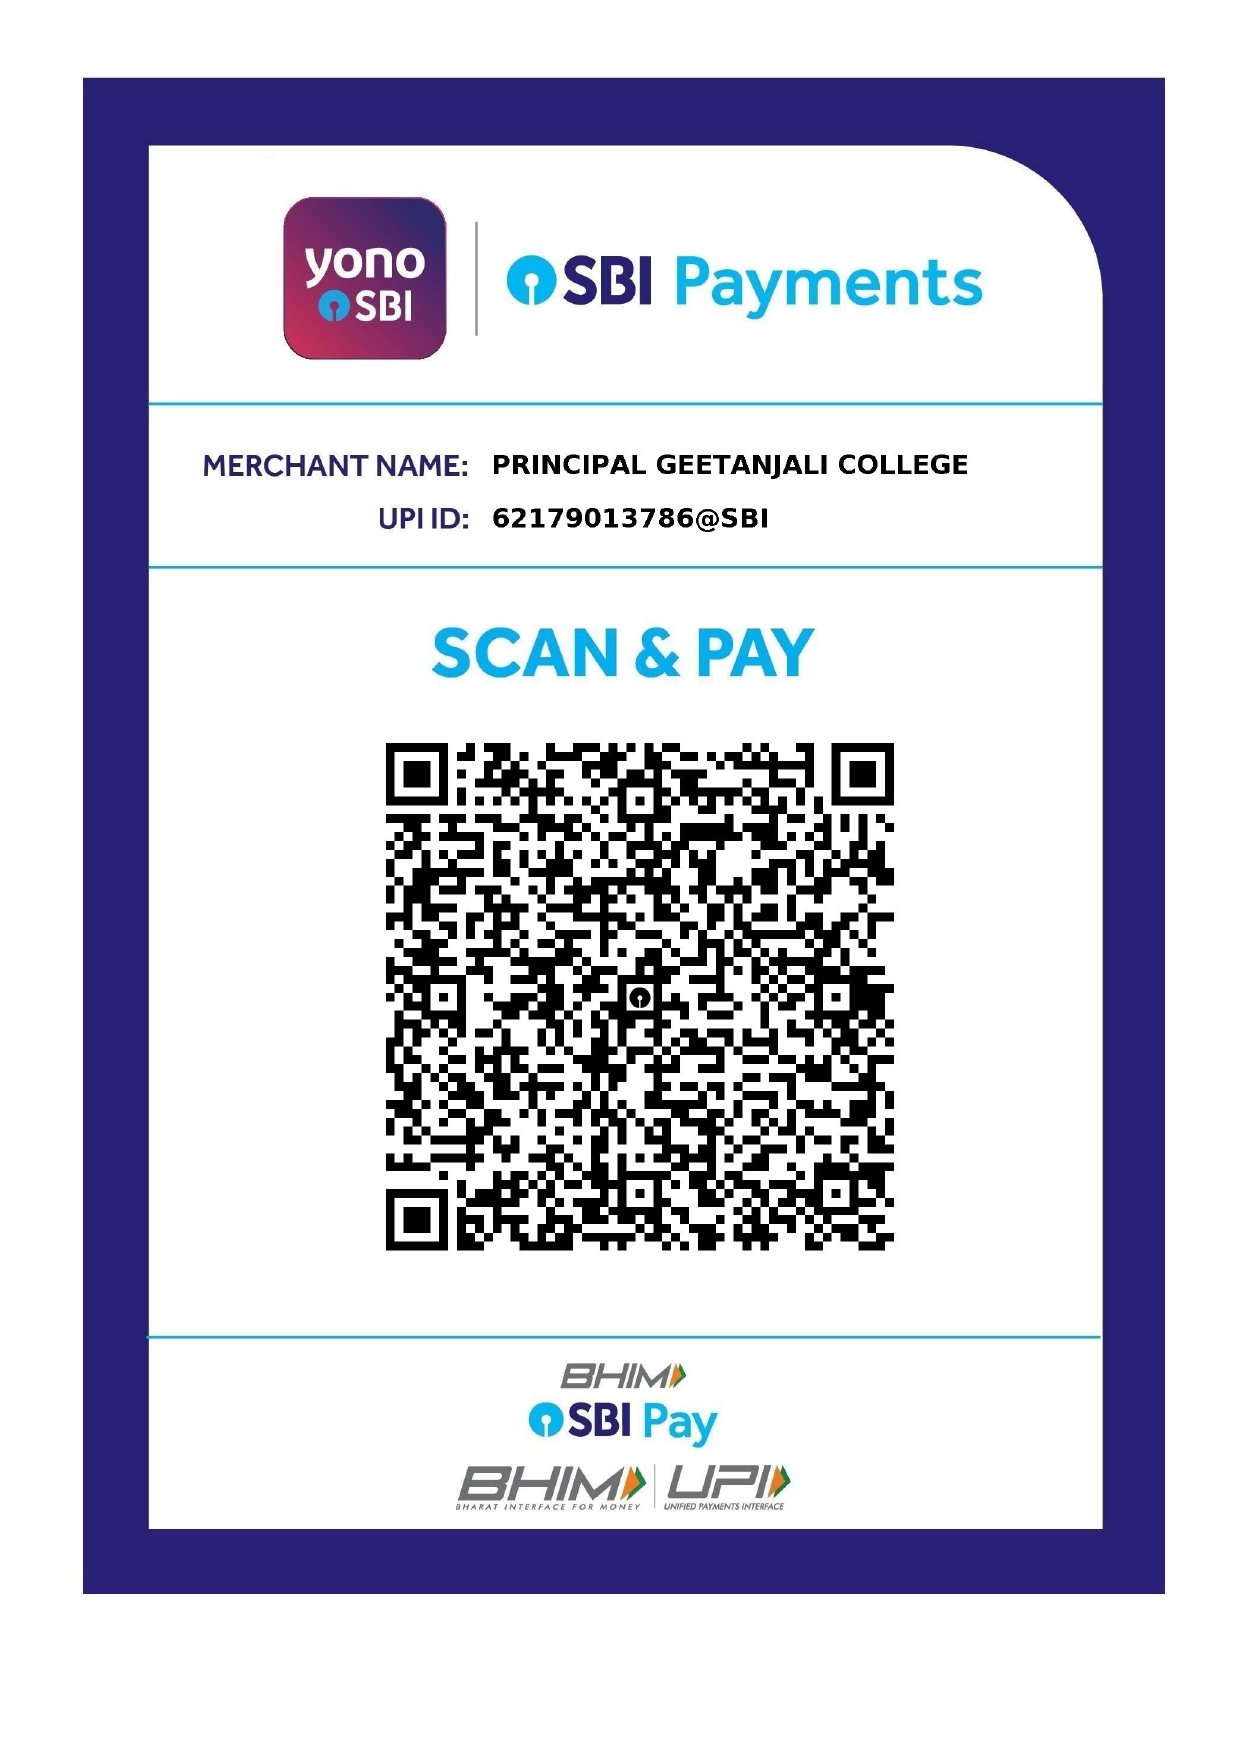 yono
SBI
SBI Payments
MERCHANT NAME: PRINCIPAL GEETANJALI COLLEGE
UPI ID: 62179013786@SBI
SCAN & PAY
BHIM
SBI Pay
BHIM UPI
BHARAT INTERFACE FOR MONEY UNIFIED PAYMENTS INTERFACE